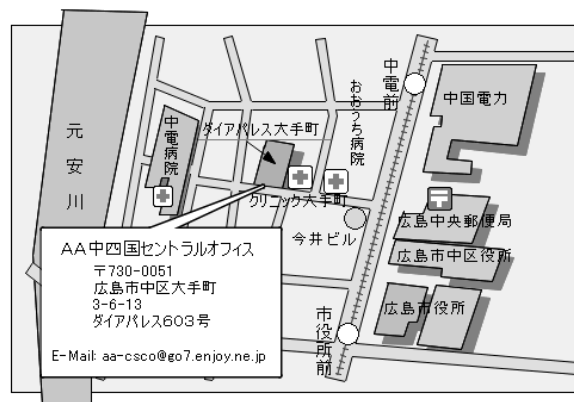 元安川
中電病院
ダイアパレス大手町
おおうち病院
中電前
中国電力
クリニック大手町
今井ビル
広島中央郵便局
広島市中区役所
広島市役所
市役所前
AA中四国セントラルオフィス
〒730-0051
広島市中区大手町
3-6-13
ダイアパレス603号
E-Mail: aa-csco@go7.enjoy.ne.jp